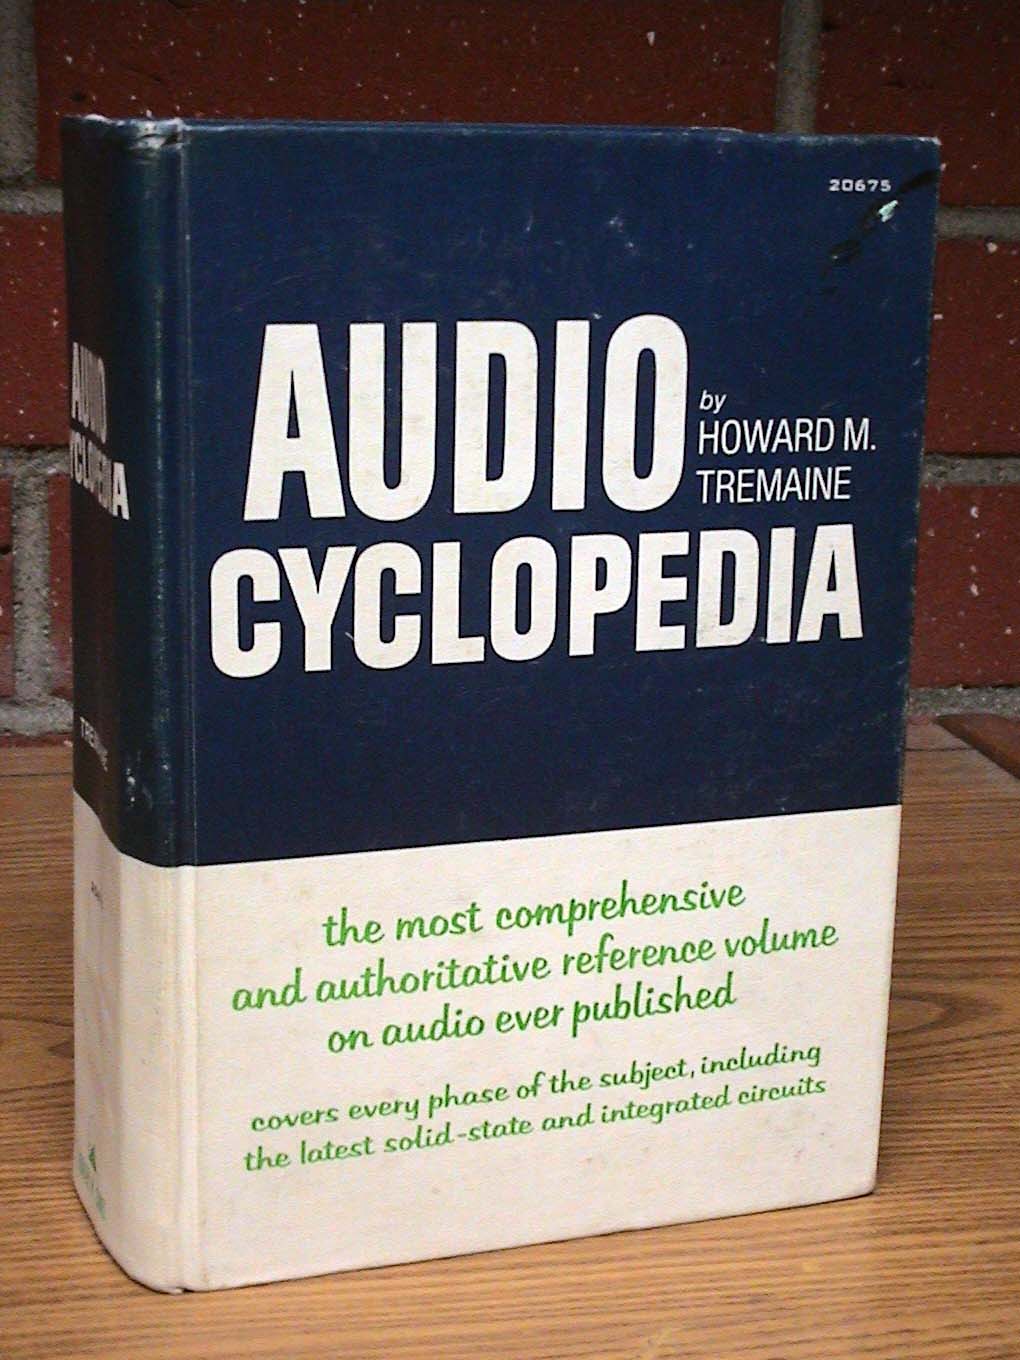 20675
AUDIO
by
HOWARD M.
TREMAINE
CYCLOPEDIA
the most comprehensive
and authoritative reference volume
on audio ever published
covers every phase of the subject, including
the latest solid-state and integrated circuits
AUDIO
CYCLOPEDIA
TREMAINE